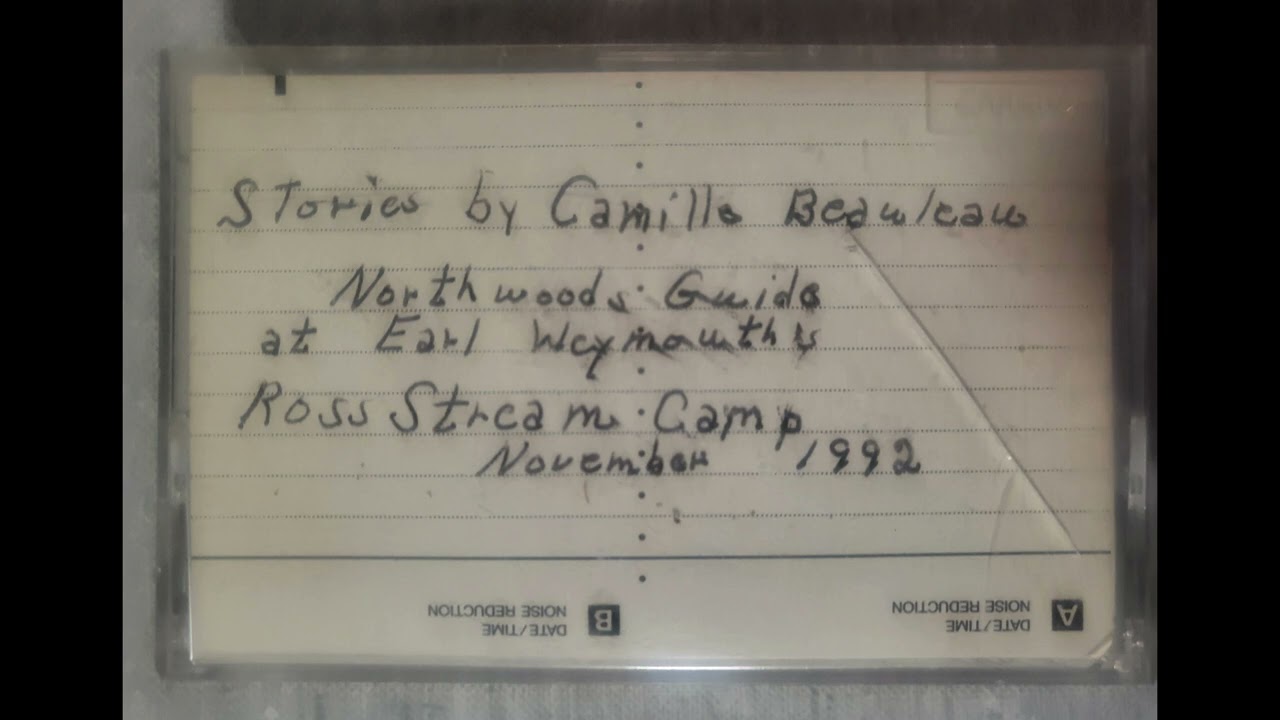 Stories by Camille Beauleau
Northwoods Guide
at Earl Weymouth's
Ross Stream Camp
November 1992
A DATE/TIME NOISE REDUCTION
B DATE/TIME NOISE REDUCTION